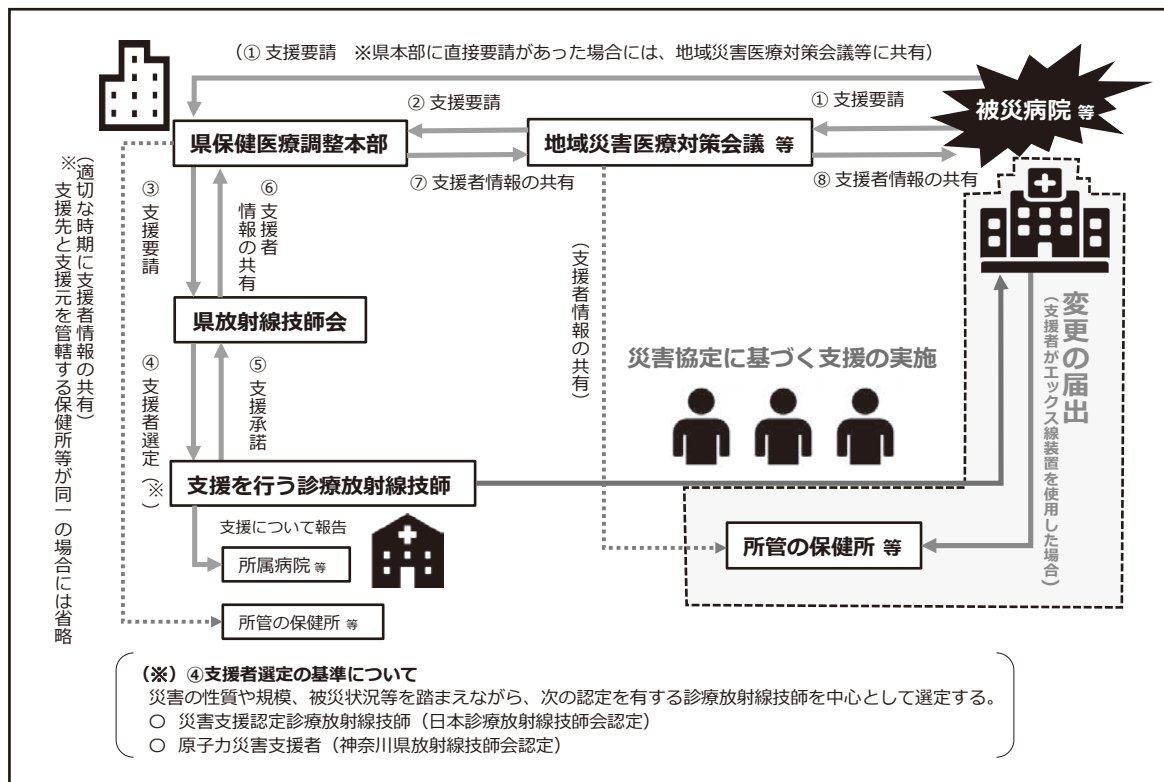 （① 支援要請　※県本部に直接要請があった場合には、地域災害医療対策会議等に共有）
② 支援要請
① 支援要請
被災病院 等
県保健医療調整本部
地域災害医療対策会議 等
⑦ 支援者情報の共有
⑧ 支援者情報の共有
（適切な時期に支援者情報の共有）
※支援先と支援元を管轄する保健所等が同一の場合には省略
③ 支援要請
⑥ 支援者
情報の共有
（支援者情報の共有）
県放射線技師会
変更の届出
（支援者がエックス線装置を使用した場合）
災害協定に基づく支援の実施
④ 支援者選定（※）
⑤ 支援承諾
支援を行う診療放射線技師
支援について報告
所属病院 等
所管の保健所 等
所管の保健所 等
（※）④支援者選定の基準について
災害の性質や規模、被災状況等を踏まえながら、次の認定を有する診療放射線技師を中心として選定する。
○ 災害支援認定診療放射線技師（日本診療放射線技師会認定）
○ 原子力災害支援者（神奈川県放射線技師会認定）